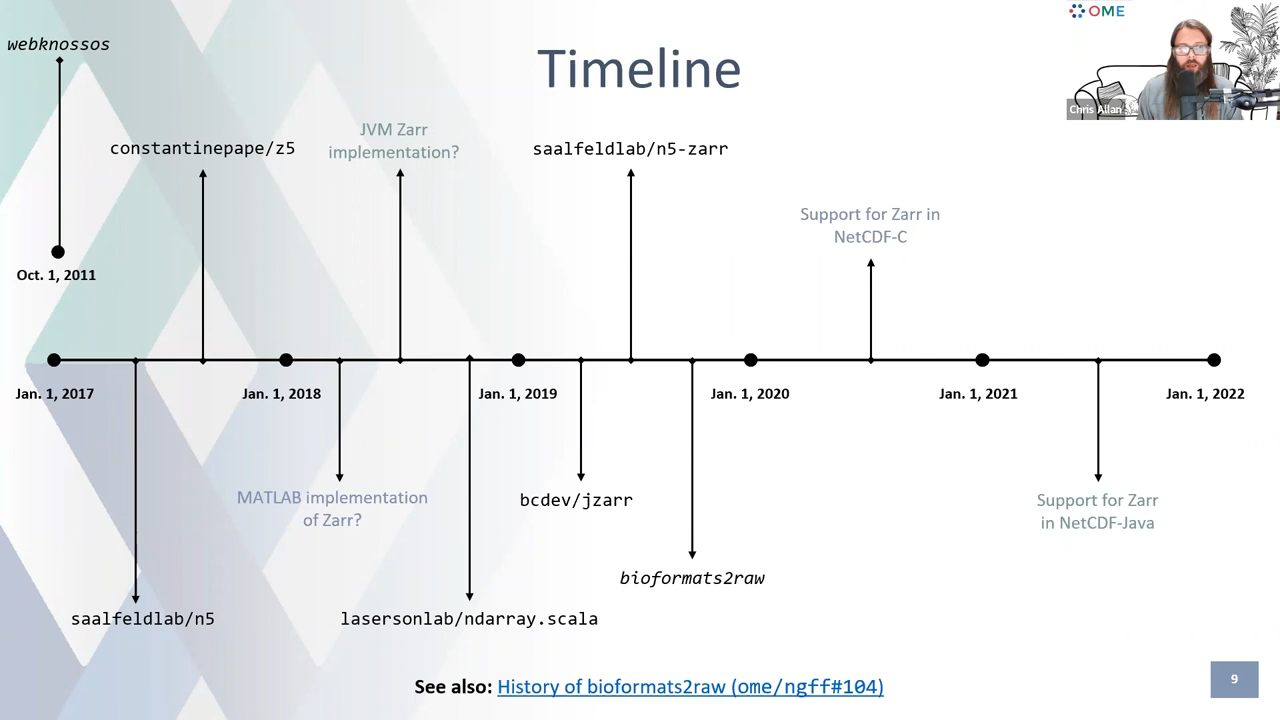 OME
webknossos
Timeline
Chris Allan
JVM Zarr
implementation?
constantinepape/z5
saalfeldlab/n5-zarr
Support for Zarr in
NetCDF-C
Oct. 1, 2011
Jan. 1, 2017
Jan. 1, 2018
Jan. 1, 2019
Jan. 1, 2020
Jan. 1, 2021
Jan. 1, 2022
MATLAB implementation
of Zarr?
bcdev/jzarr
Support for Zarr
in NetCDF-Java
bioformats2raw
saalfeldlab/n5
lasersonlab/ndarray.scala
See also: History of bioformats2raw (ome/ngff#104)
9